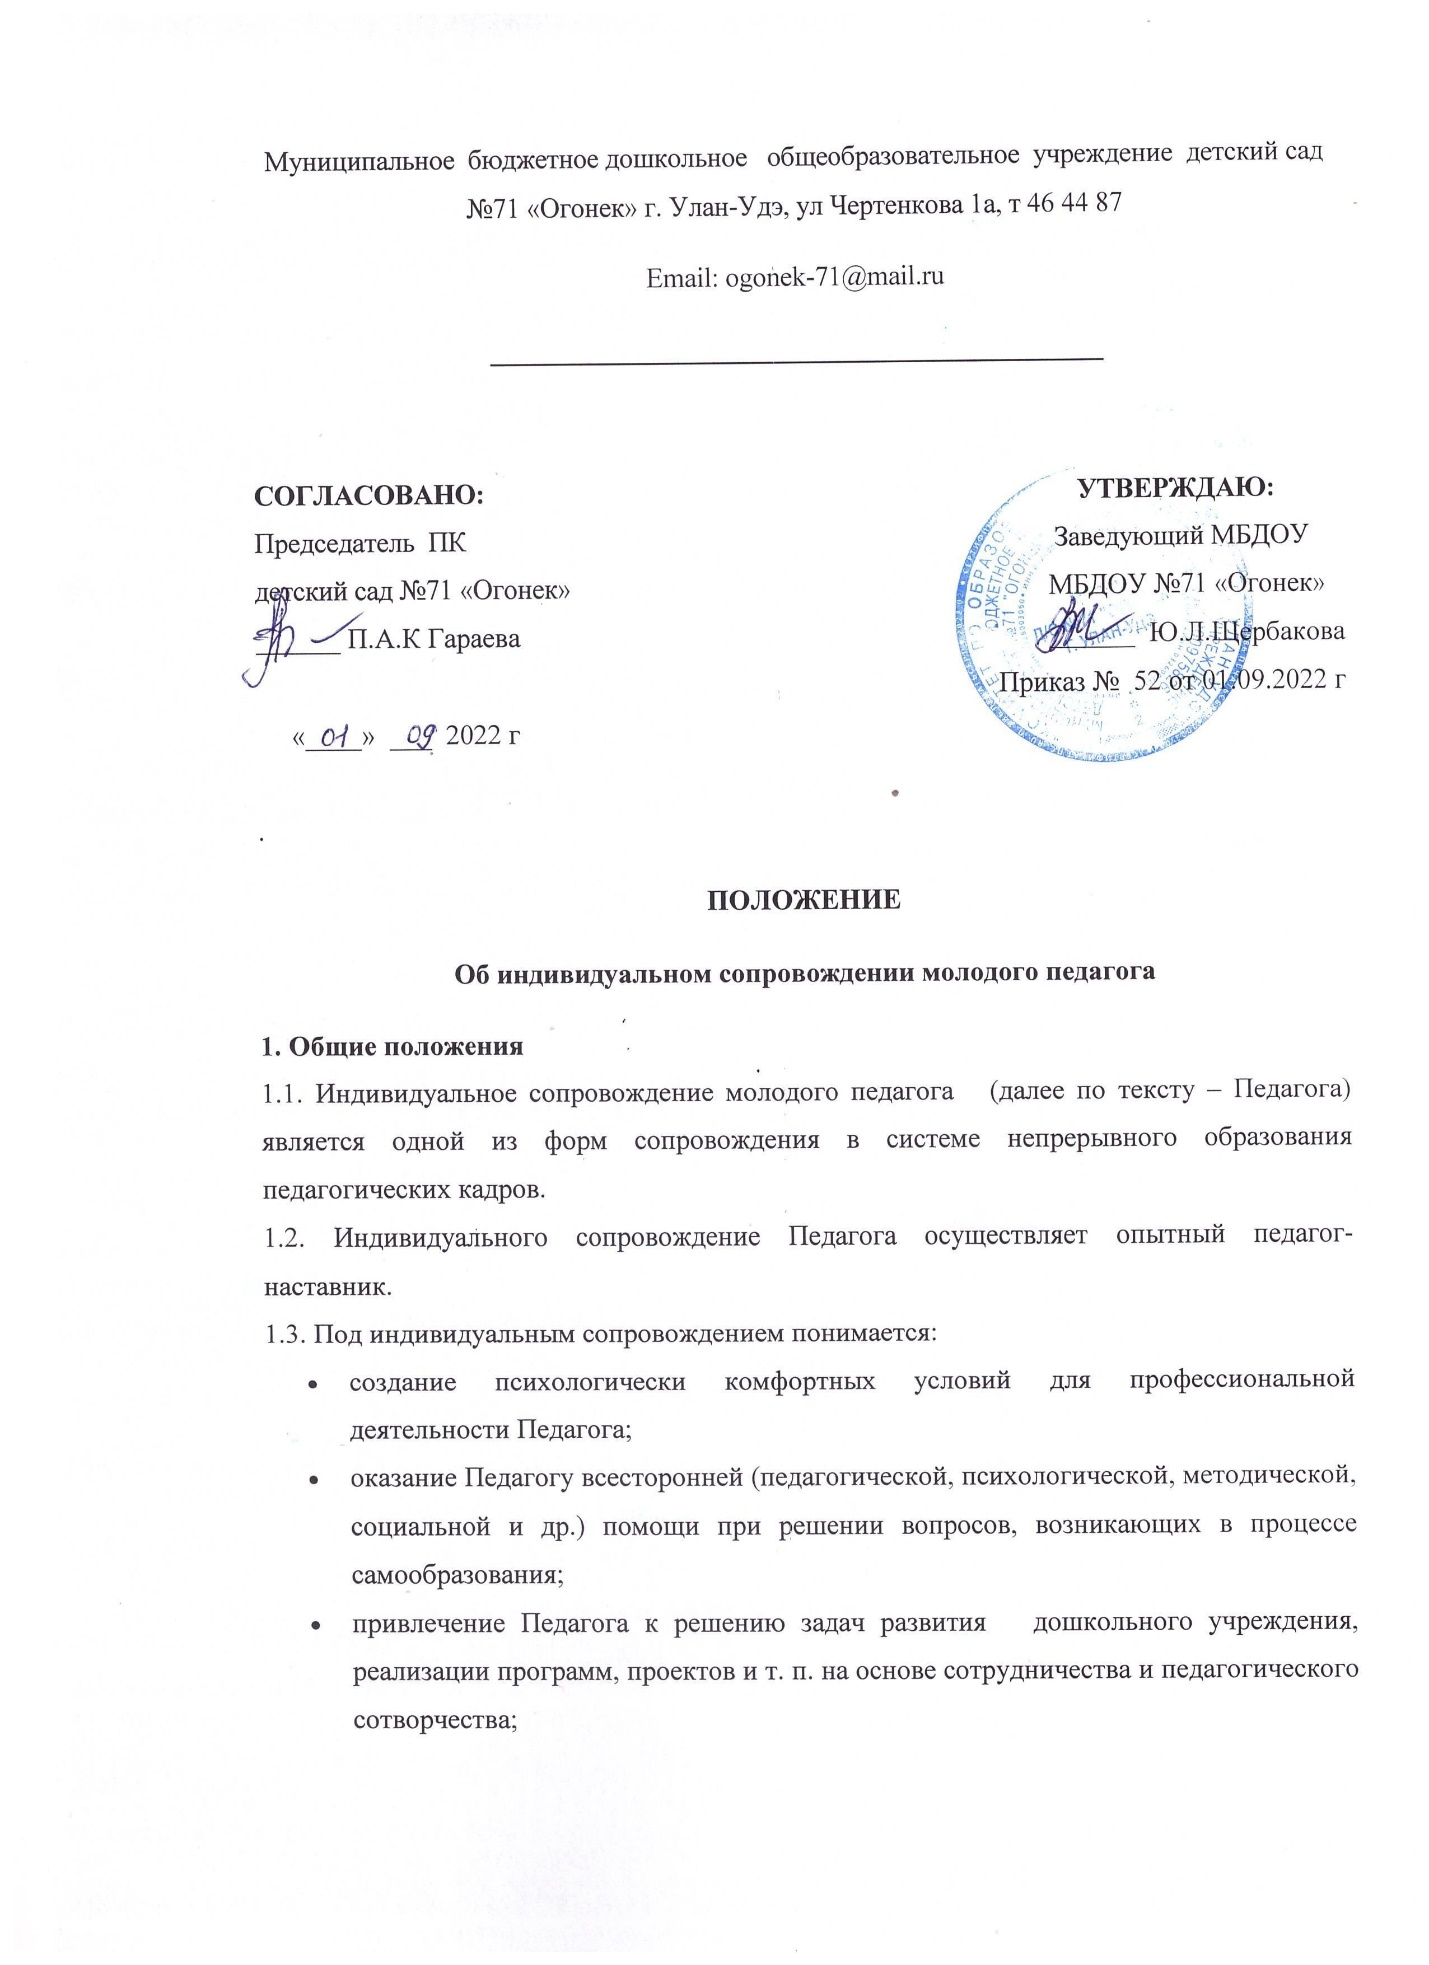 Муниципальное бюджетное дошкольное общеобразовательное учреждение детский сад
№71 «Огонек» г. Улан-Удэ, ул Чертенкова 1а, т 46 44 87
Email: ogonek-71@mail.ru
СОГЛАСОВАНО:
Председатель ПК
детский сад №71 «Огонек»
______П.А.К Гараева
«01» 09 2022 г
УТВЕРЖДАЮ:
Заведующий МБДОУ
МБДОУ №71 «Огонек»
______ Ю.Л.Щербакова
Приказ № 52 от 01.09.2022 г
ПОЛОЖЕНИЕ
Об индивидуальном сопровождении молодого педагога
1. Общие положения
1.1. Индивидуальное сопровождение молодого педагога (далее по тексту – Педагога)
является одной из форм сопровождения в системе непрерывного образования
педагогических кадров.
1.2. Индивидуального сопровождение Педагога осуществляет опытный педагог-
наставник.
1.3. Под индивидуальным сопровождением понимается:
• создание психологически комфортных условий для профессиональной
деятельности Педагога;
• оказание Педагогу всесторонней (педагогической, психологической, методической,
социальной и др.) помощи при решении вопросов, возникающих в процессе
самообразования;
• привлечение Педагога к решению задач развития дошкольного учреждения,
реализации программ, проектов и т. п. на основе сотрудничества и педагогического
сотворчества;